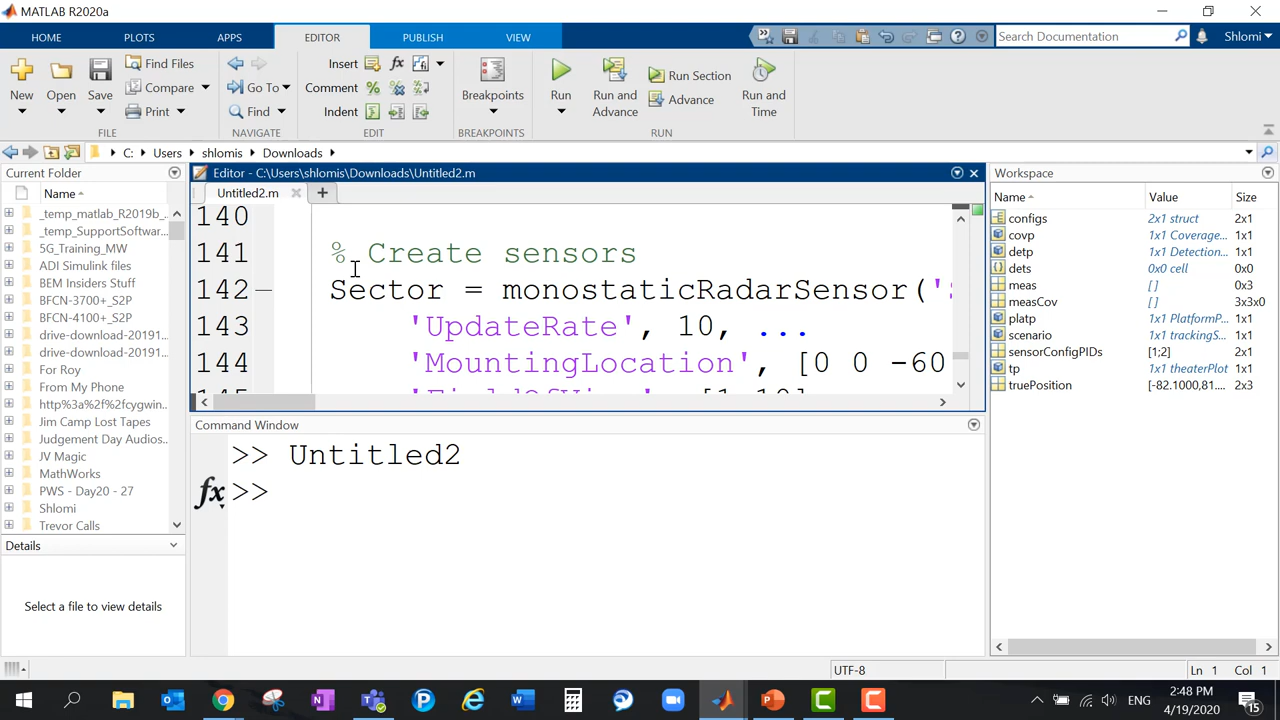 MATLAB R2020a
HOME PLOTS APPS EDITOR PUBLISH VIEW
Search Documentation
Shlomi
New
Open
Save
Find Files
Compare
Print
FILE
Go To
Find
NAVIGATE
Insert
Comment
Indent
EDIT
Breakpoints
BREAKPOINTS
Run
Run and
Advance
Run Section
Advance
Run and
Time
RUN
C: Users shlomis Downloads
Current Folder
Name
_temp_matlab_R2019b_...
_temp_SupportSoftwar...
5G_Training_MW
ADI Simulink files
BEM Insiders Stuff
BFCN-3700+_S2P
BFCN-4100+_S2P
drive-download-201911...
drive-download-201911...
For Roy
From My Phone
http%3a%2f%2fcygwin...
Jim Camp Lost Tapes
Judgement Day Audios...
JV Magic
MathWorks
PWS - Day20 - 27
Shlomi
Trevor Calls
Details
Select a file to view details
Editor - C:\Users\shlomis\Downloads\Untitled2.m
Untitled2.m
140
141 % Create sensors
142 Sector = monostaticRadarSensor('
143 'UpdateRate', 10, ...
144 'MountingLocation', [0 0 -60
Command Window
>> Untitled2
fx >>
Workspace
Name Value Size
configs 2x1 struct 2x1
covp 1x1 Coverage... 1x1
detp 1x1 Detection... 1x1
dets 0x0 cell 0x0
meas [ ] 0x3
measCov [ ] 3x3x0
platp 1x1 PlatformP... 1x1
scenario 1x1 trackingS... 1x1
sensorConfigPIDs [1;2] 2x1
tp 1x1 theaterPlot 1x1
truePosition [-82.1000,81.... 2x3
UTF-8
Ln 1 Col 1
ENG
2:48 PM
4/19/2020
15